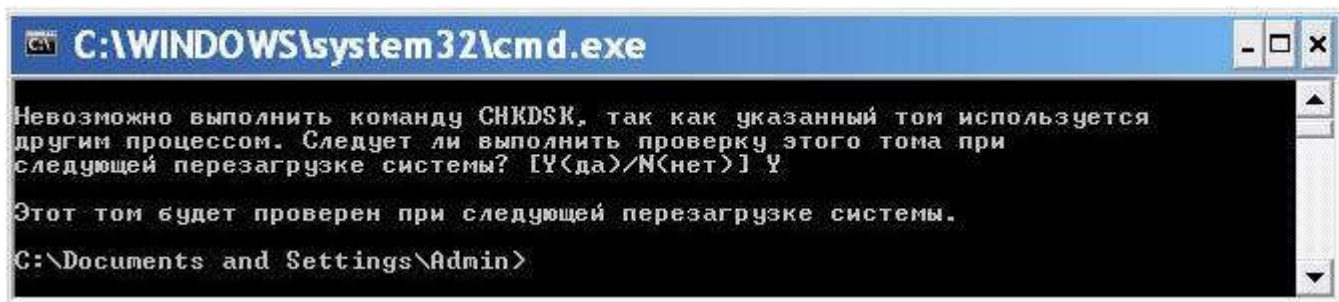 C:\WINDOWS\system32\cmd.exe
Невозможно выполнить команду CHKDSK, так как указанный том используется
другим процессом. Следует ли выполнить проверку этого тома при
следующей перезагрузке системы? [Y(да)/N(нет)] Y
Этот том будет проверен при следующей перезагрузке системы.
C:\Documents and Settings\Admin>